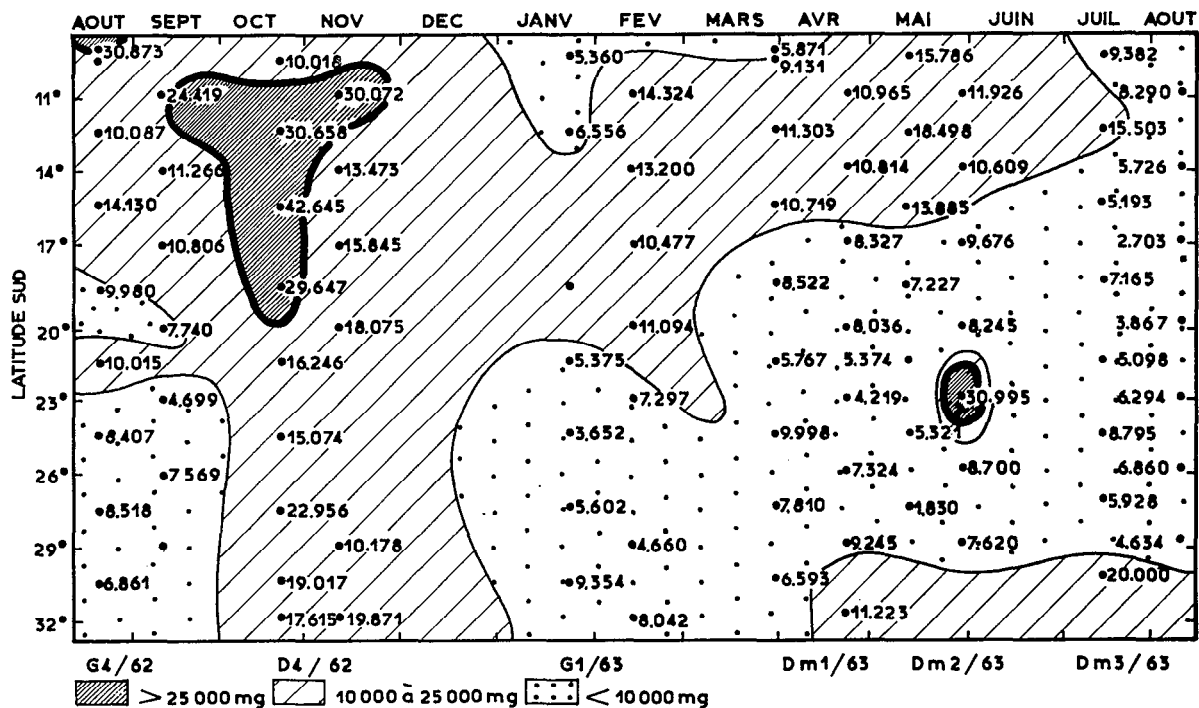 AOUT SEPT OCT NOV DEC JANV FEV MARS AVR MAI JUIN JUIL AOUT
30.873 10.018 5.360 5.871 15.786 9.382
9.131
11° 24.419 30.072 14.324 10.965 11.926 8.290
10.087 30.658 6.556 11.303 18.498 15.503
14° 11.266 13.473 13.200 10.814 10.609 5.726
14.130 42.645 10.719 13.885 5.193
17° 10.806 15.845 10.477 8.327 9.676 2.703
9.980 29.647 8.522 7.227 7.165
20° 7.740 18.075 11.094 8.036 8.245 3.867
10.015 16.246 5.375 5.767 5.374 5.098
23° 4.699 7.297 4.219 30.995 6.294
8.407 15.074 3.652 9.998 5.321 8.795
26° 7.569 7.324 8.700 6.860
8.518 22.956 5.602 7.810 1.830 5.928
29° 10.178 4.660 9.245 7.620 4.634
6.861 19.017 9.354 6.593 20.000
32° 17.615 19.871 8.042 11.223
LATITUDE SUD
G4/62 D4/62 G1/63 Dm1/63 Dm2/63 Dm3/63
> 25 000 mg 10 000 à 25 000 mg < 10 000 mg